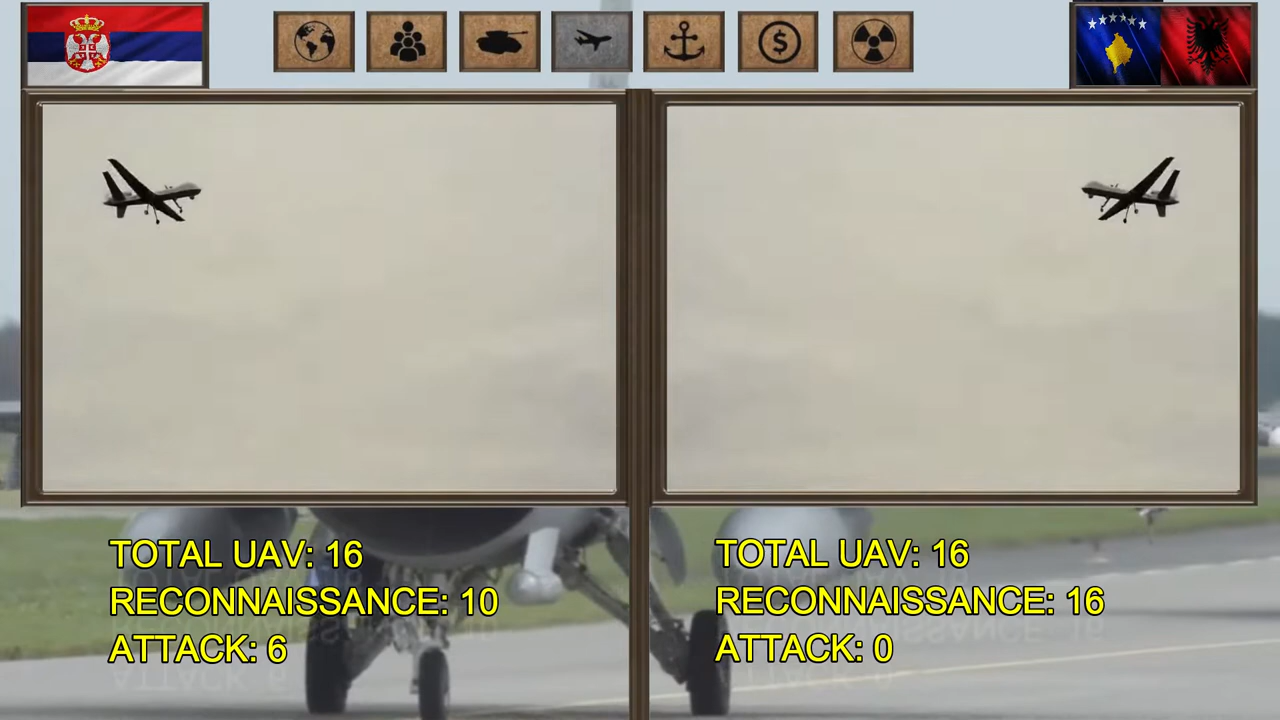 TOTAL UAV: 16
RECONNAISSANCE: 10
ATTACK: 6
TOTAL UAV: 16
RECONNAISSANCE: 16
ATTACK: 0